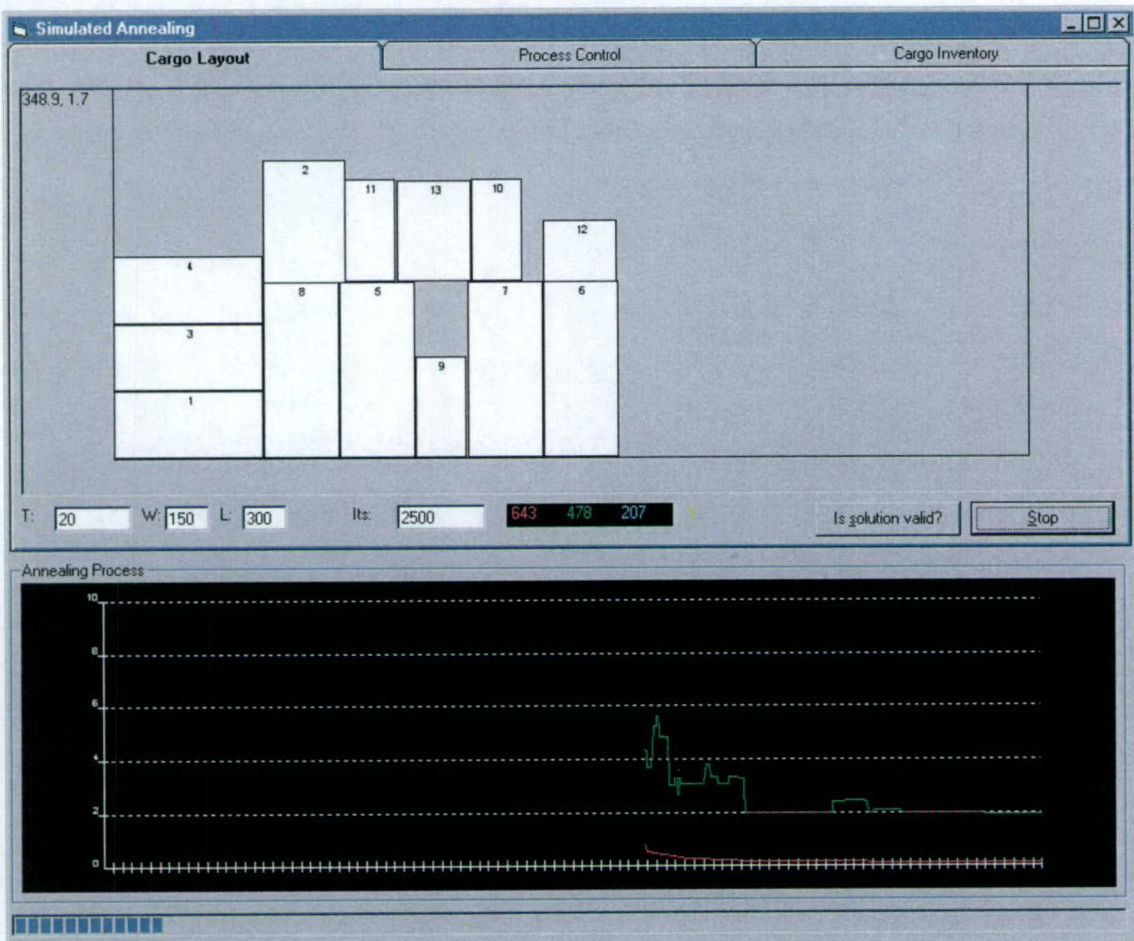 Simulated Annealing
Cargo Layout Process Control Cargo Inventory
348.9, 1.7
2
11 13 10
12
4
8 5 7 6
3
9
1
T: 20 W: 150 L: 300 Its: 2500 643 478 207 Is solution valid? Stop
Annealing Process
10
8
6
4
2
0